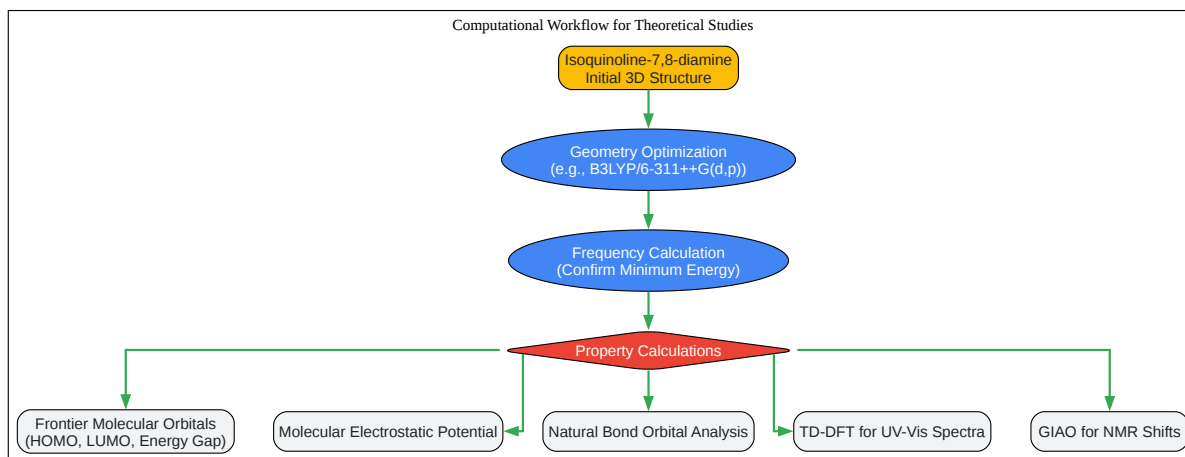 Computational Workflow for Theoretical Studies
Isoquinoline-7,8-diamine
Initial 3D Structure
Geometry Optimization
(e.g., B3LYP/6-311++G(d,p))
Frequency Calculation
(Confirm Minimum Energy)
Property Calculations
Frontier Molecular Orbitals
(HOMO, LUMO, Energy Gap)
Molecular Electrostatic Potential
Natural Bond Orbital Analysis
TD-DFT for UV-Vis Spectra
GIAO for NMR Shifts